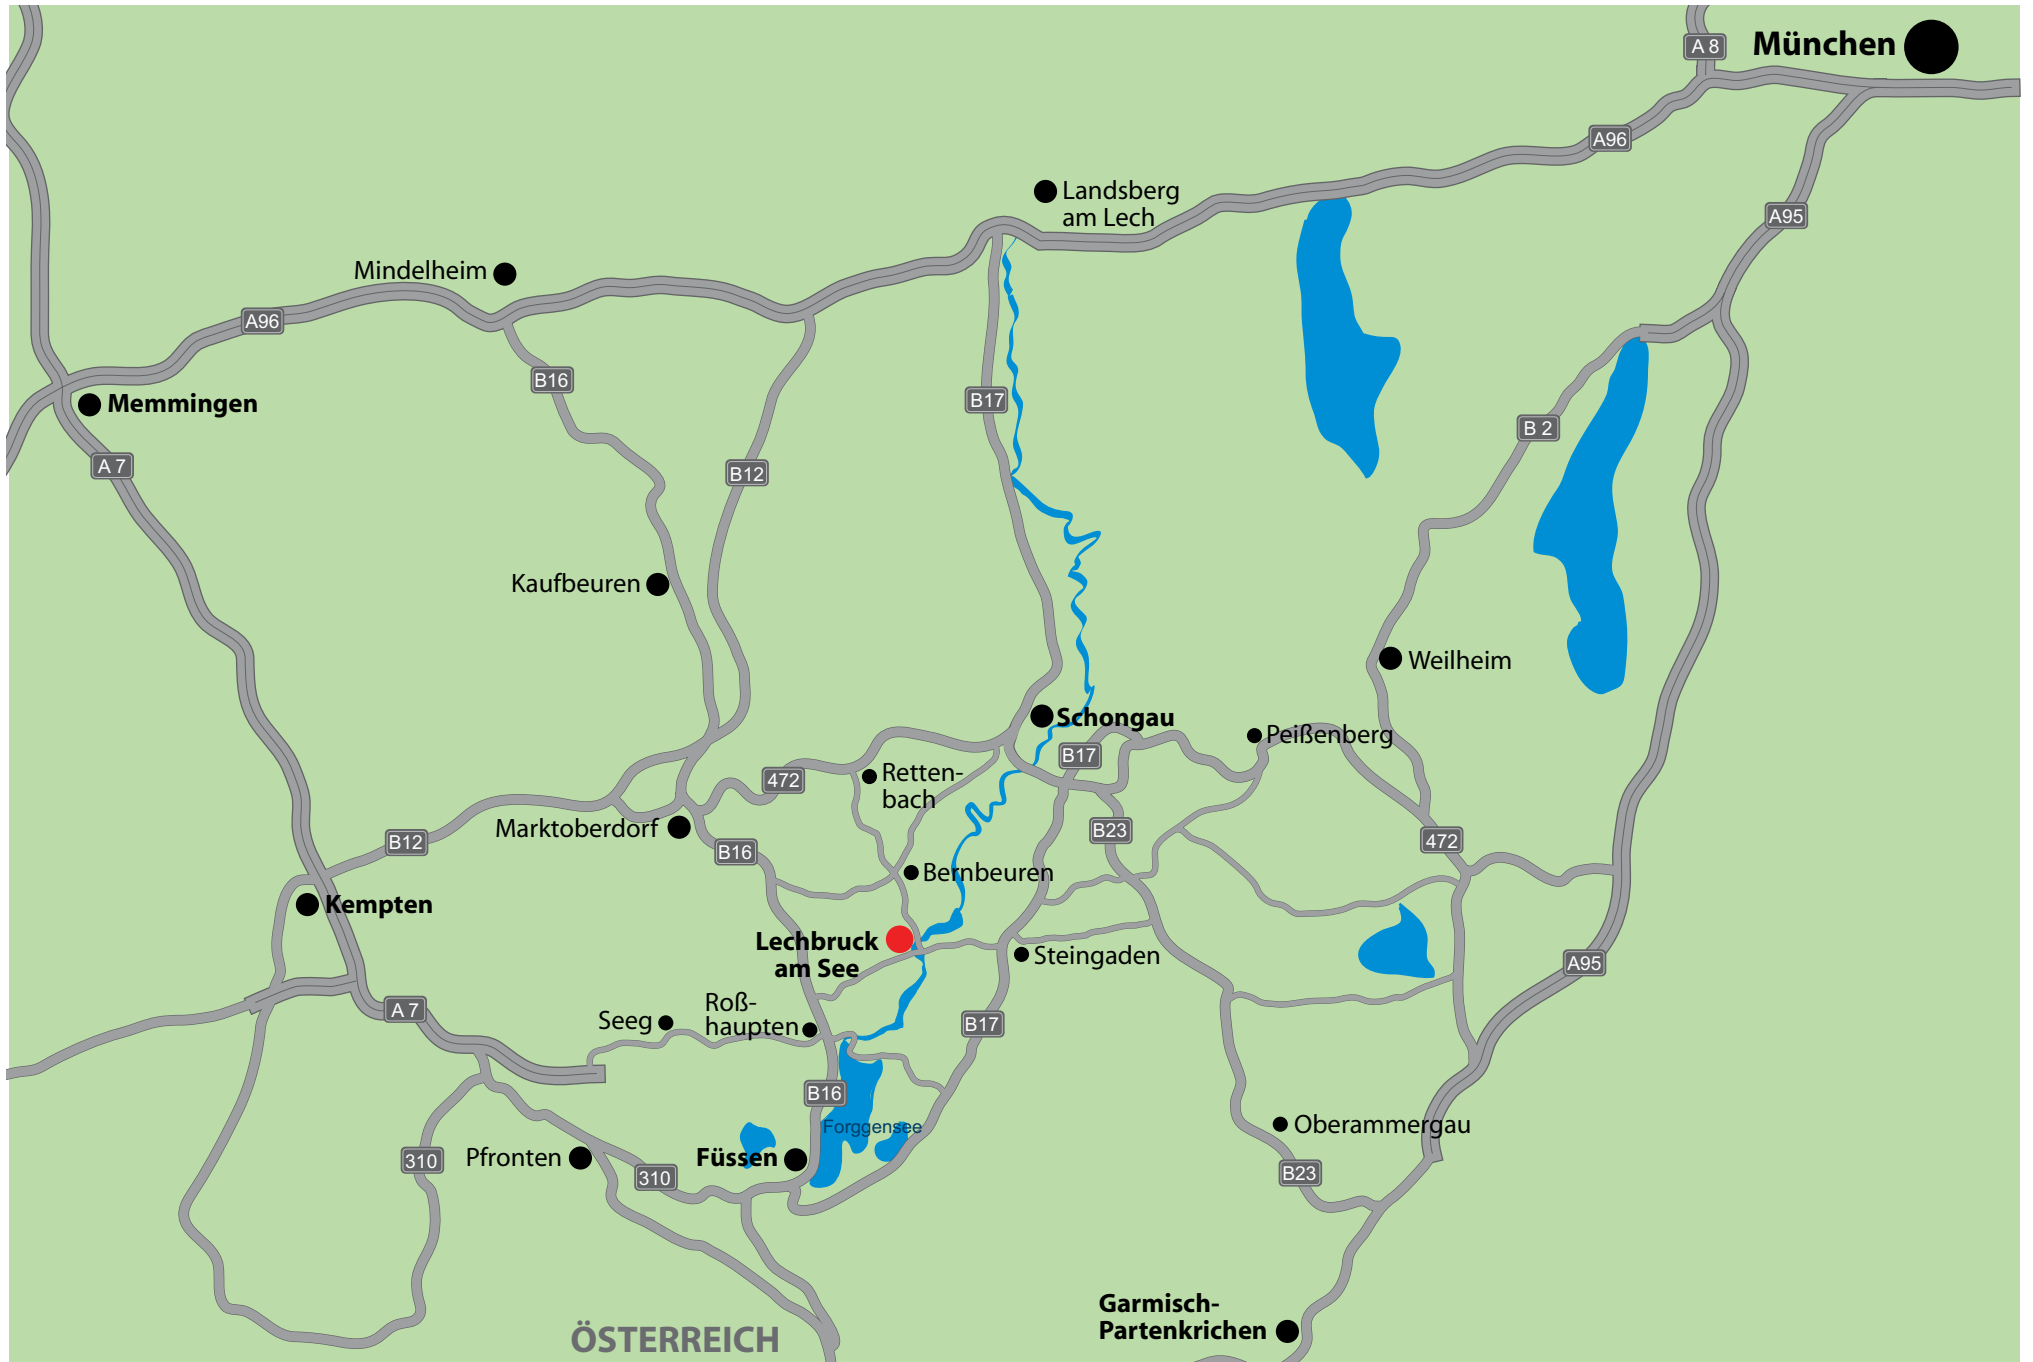 A 8
München
A96
Landsberg
am Lech
A95
Mindelheim
A96
B16
B17
Memmingen
B 2
A 7
B12
Kaufbeuren
Weilheim
Schongau
Peißenberg
B17
Retten-
bach
472
Marktoberdorf
B23
B12
472
B16
Bernbeuren
Kempten
Lechbruck
am See
Steingaden
A95
Roß-
haupten
Seeg
A 7
B17
B16
Forggensee
Oberammergau
Pfronten
Füssen
310
310
B23
Garmisch-
Partenkrichen
ÖSTERREICH